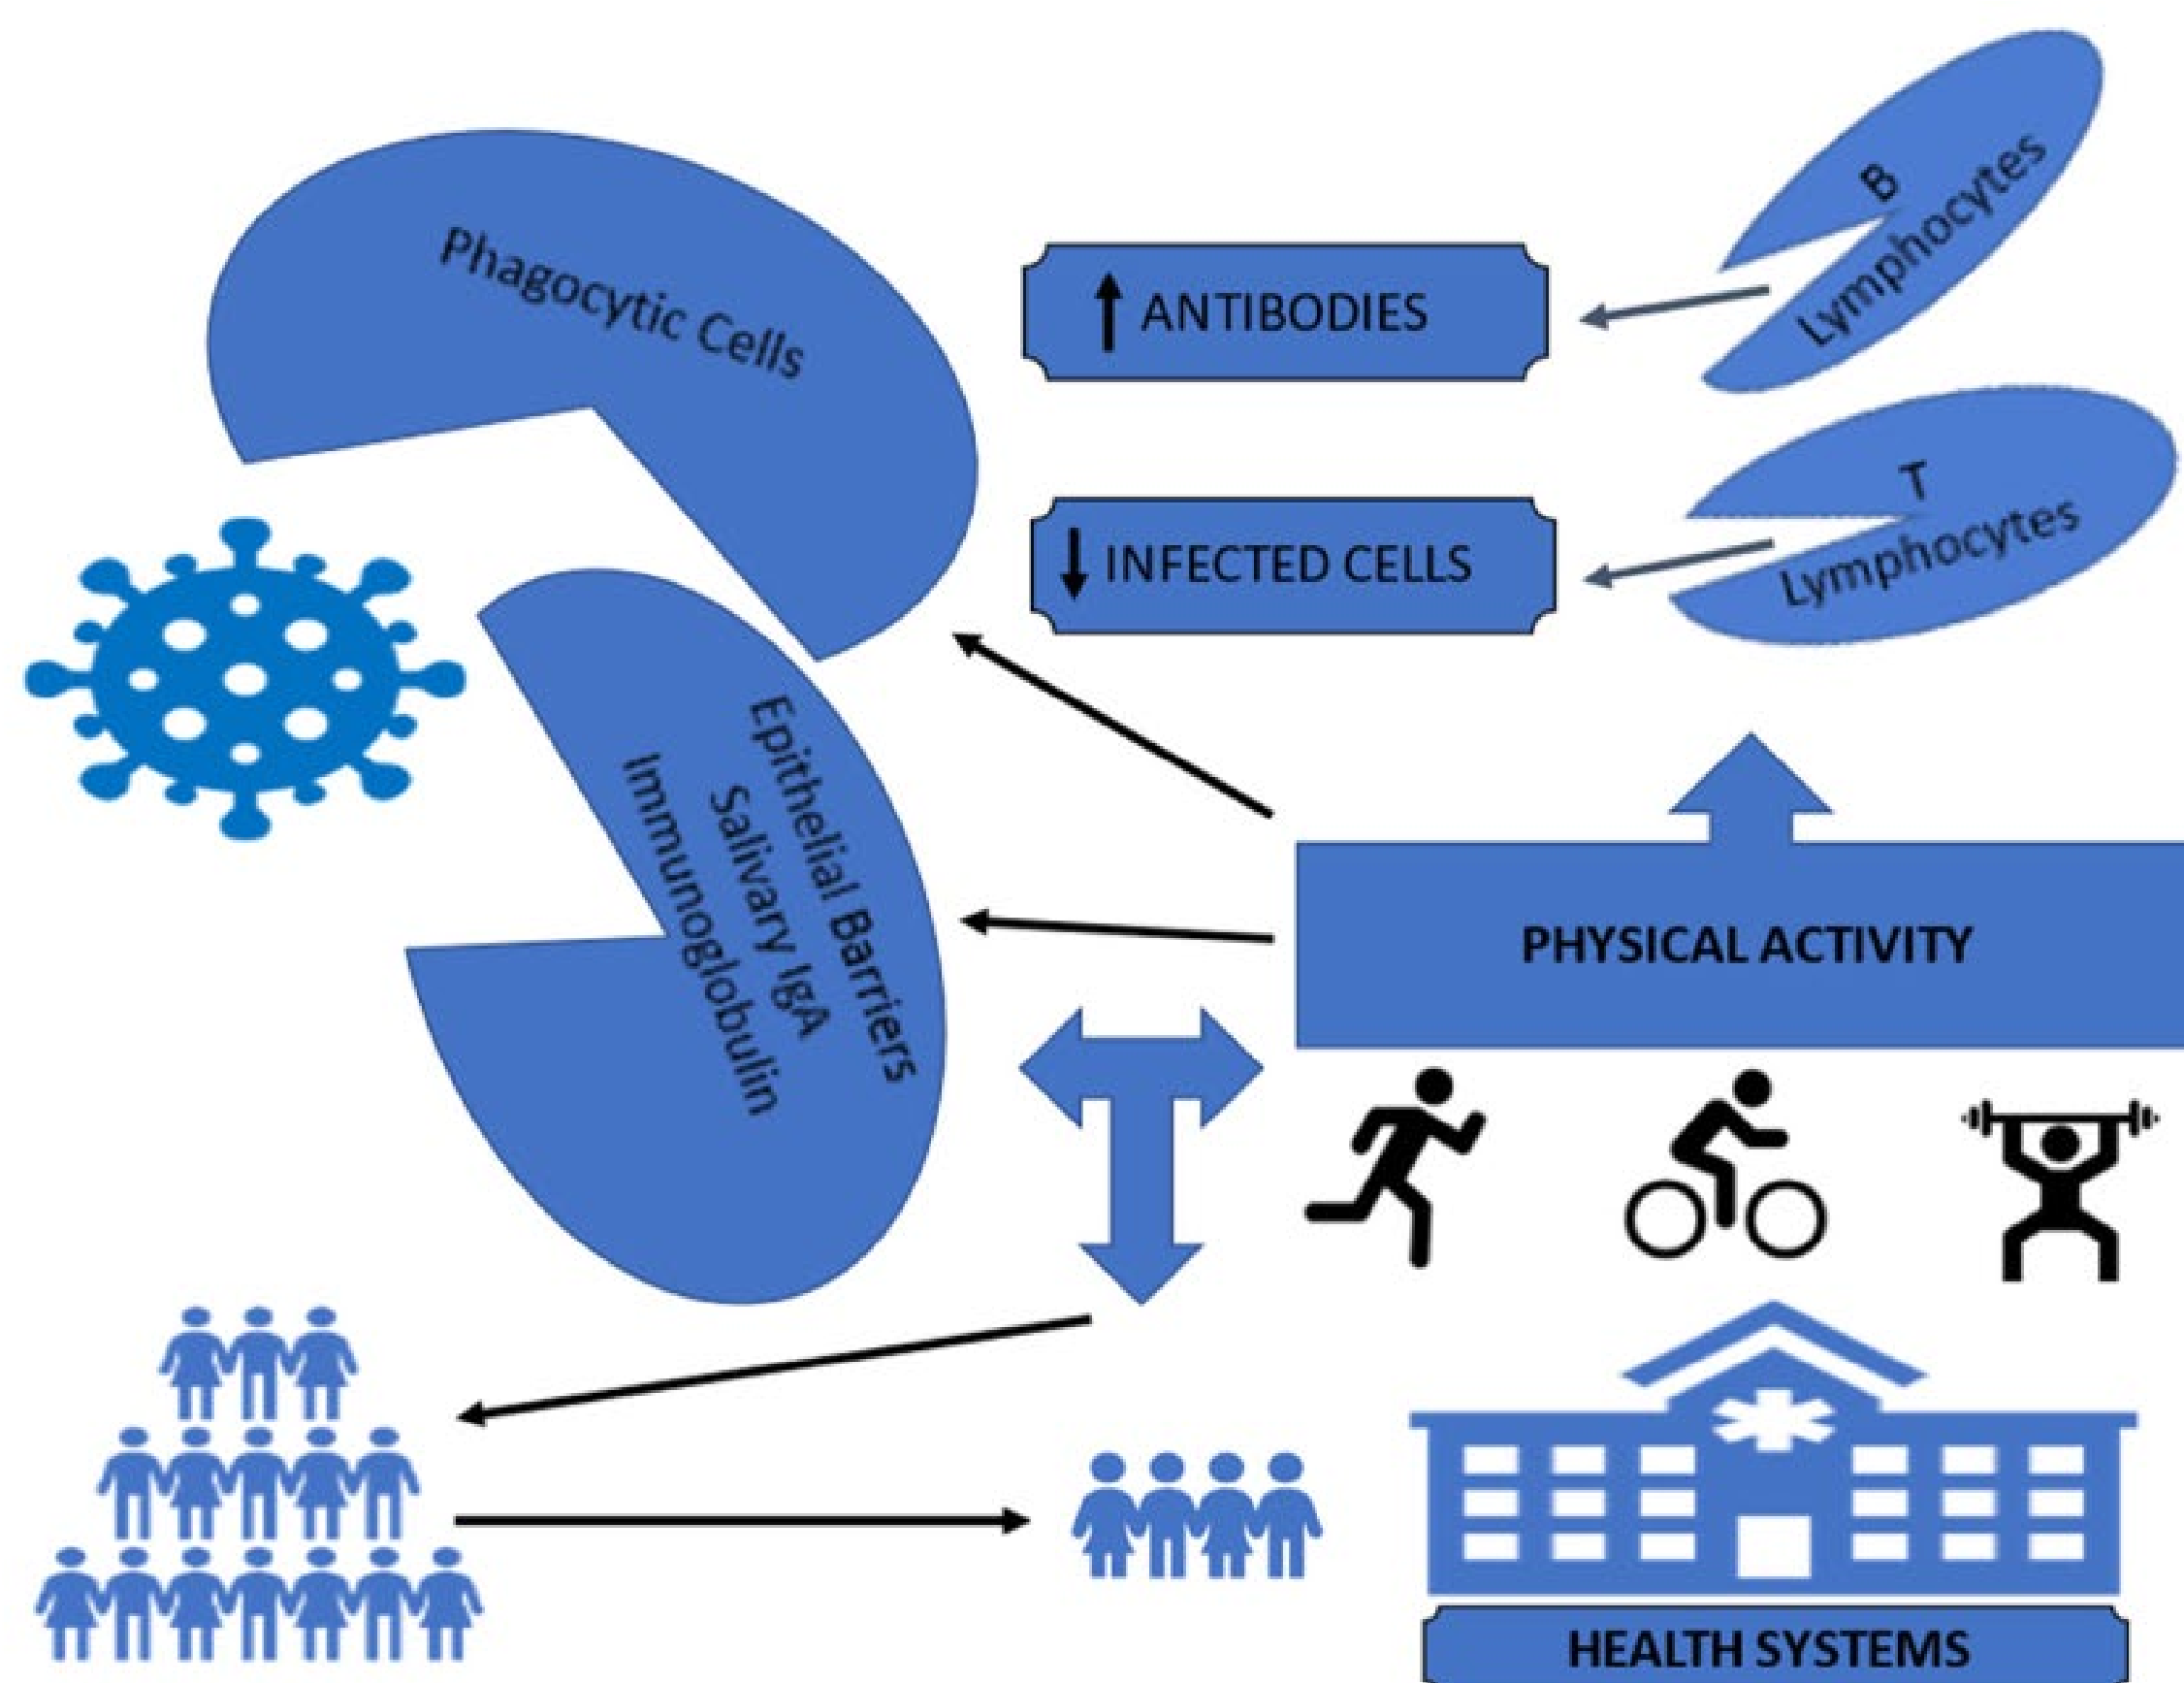 Phagocytic Cells
B
Lymphocytes
↑ ANTIBODIES
T
Lymphocytes
↓ INFECTED CELLS
Epithelial Barriers
Salivary IgA
Immunoglobulin
PHYSICAL ACTIVITY
HEALTH SYSTEMS